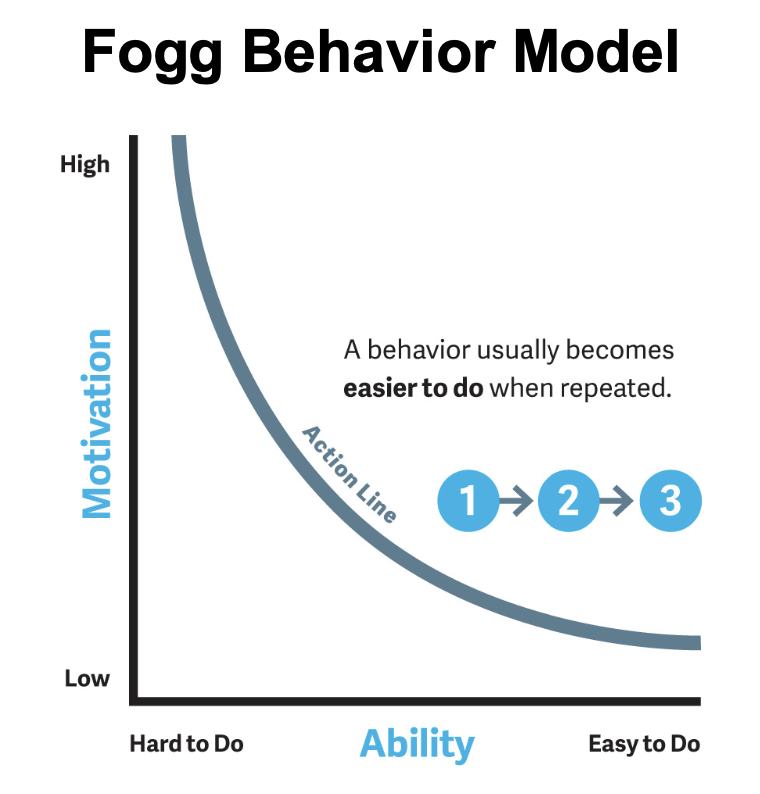 Fogg Behavior Model
High
Motivation
A behavior usually becomes
easier to do when repeated.
Action Line
1 2 3
Low
Hard to Do
Ability
Easy to Do